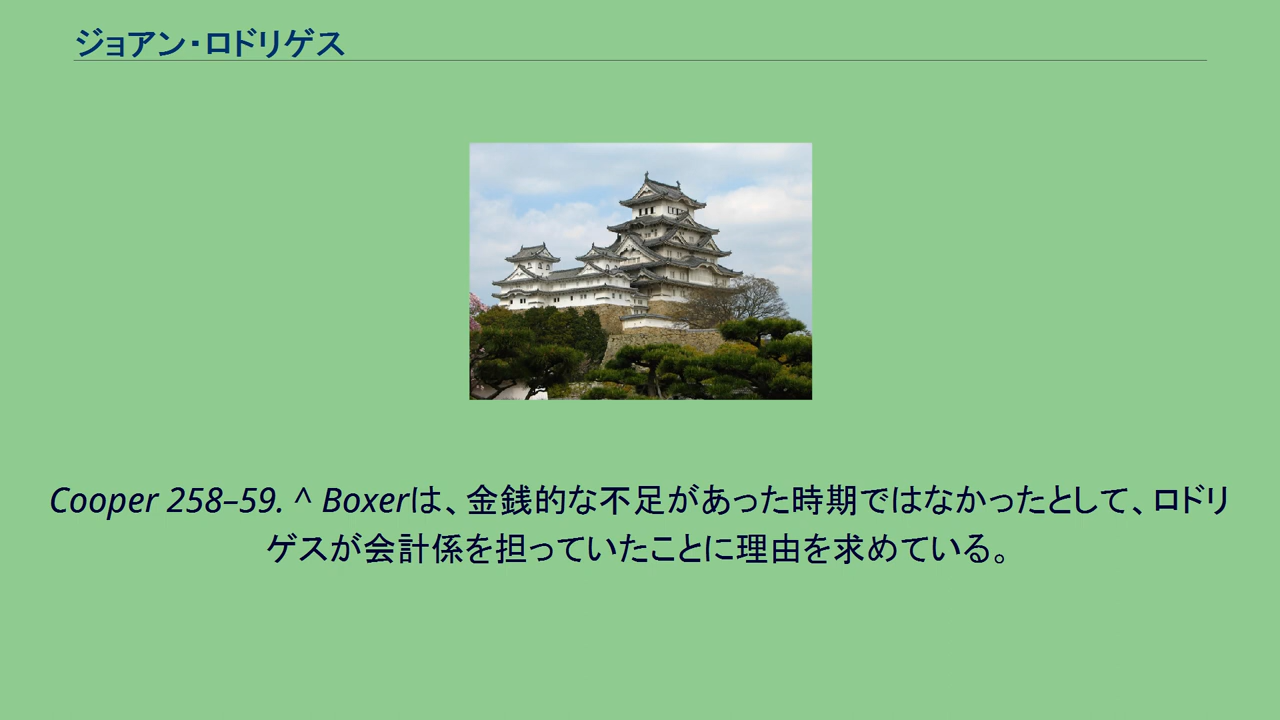 ジョアン・ロドリゲス
Cooper 258–59. ^ Boxerは、金銭的な不足があった時期ではなかったとして、ロドリ
ゲスが会計係を担っていたことに理由を求めている。